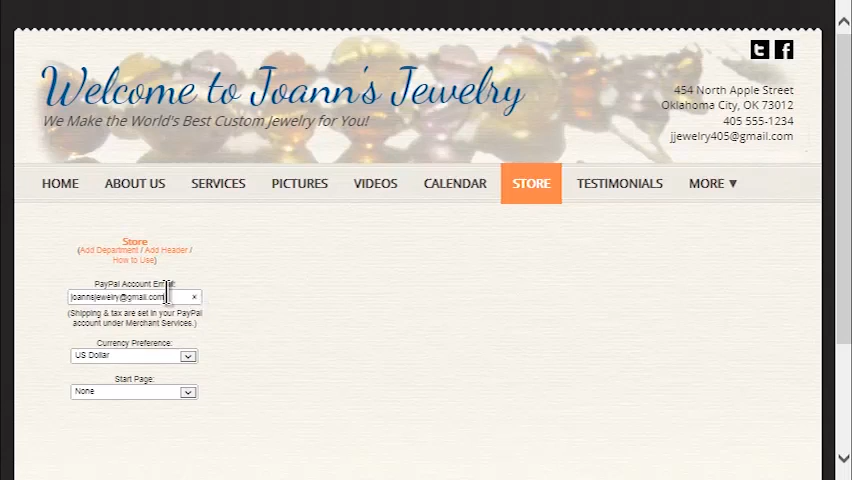 Welcome to Joann's Jewelry
We Make the World's Best Custom Jewelry for You!
t f
454 North Apple Street
Oklahoma City, OK 73012
405 555-1234
jjewelry405@gmail.com
HOME ABOUT US SERVICES PICTURES VIDEOS CALENDAR STORE TESTIMONIALS MORE ▼
Store
(Add Department / Add Header /
How to Use)
PayPal Account Email:
joannsjewelry@gmail.com ×
(Shipping & tax are set in your PayPal
account under Merchant Services.)
Currency Preference:
US Dollar
Start Page:
None